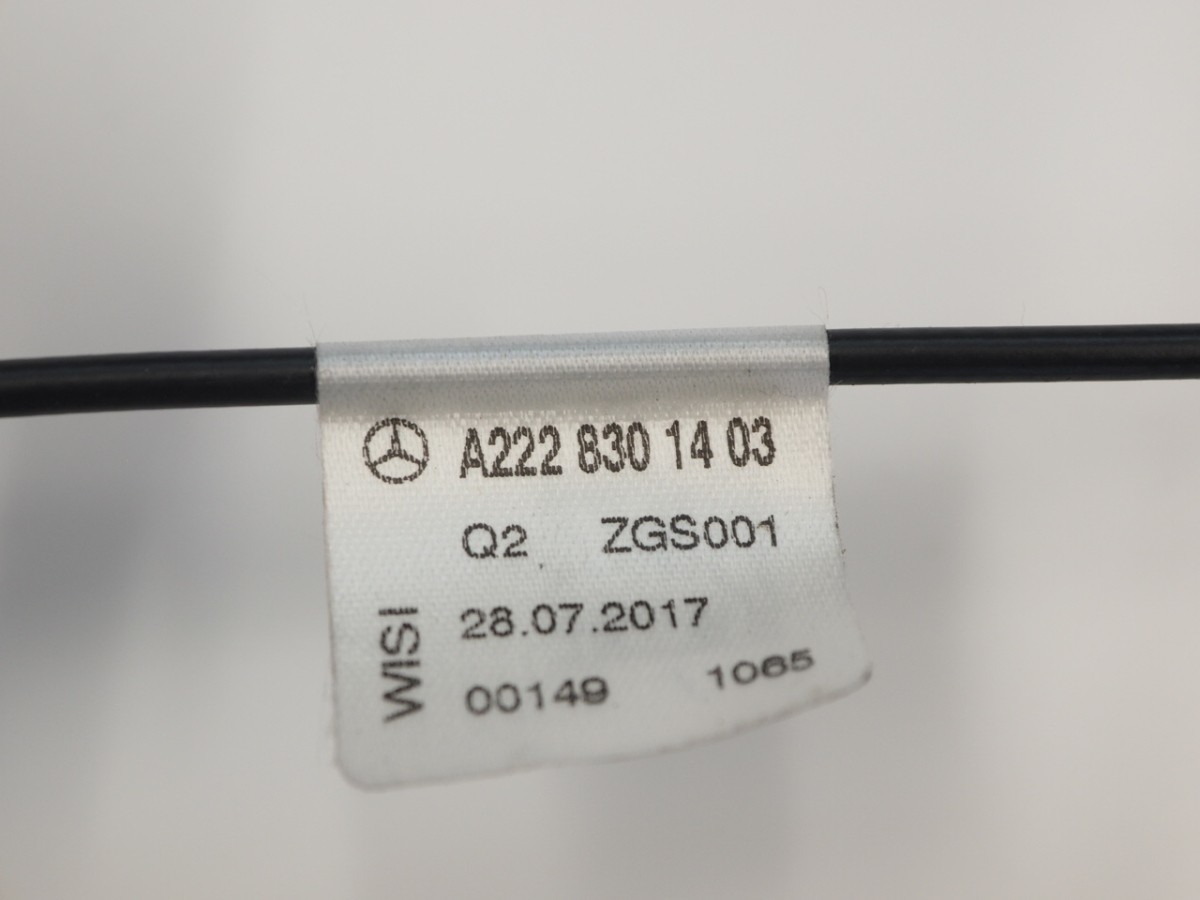 A222 830 14 03
Q2 ZGS001
WISI
28.07.2017
00149 1065